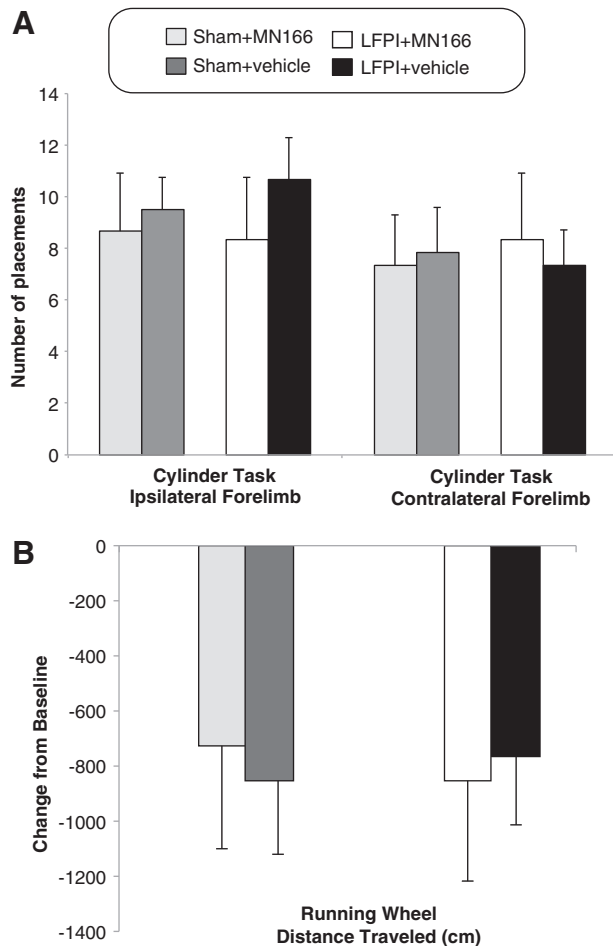 A
Sham+MN166
LFPI+MN166
Sham+vehicle
LFPI+vehicle
14
12
10
8
6
4
2
0
Number of placements
Cylinder Task
Ipsilateral Forelimb
Cylinder Task
Contralateral Forelimb
B
0
-200
-400
-600
-800
-1000
-1200
-1400
Change from Baseline
Running Wheel
Distance Traveled (cm)